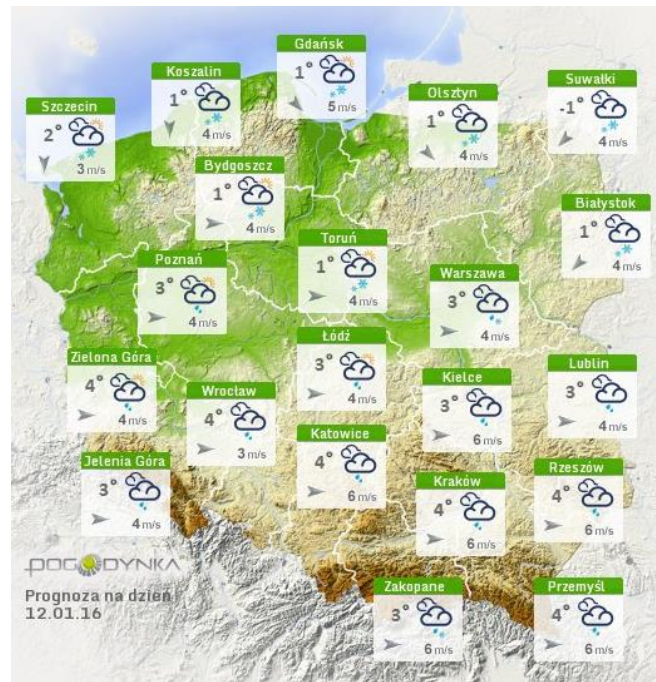 Gdańsk
1°
5 m/s
Koszalin
1°
4 m/s
Suwałki
-1°
4 m/s
Olsztyn
1°
4 m/s
Szczecin
2°
3 m/s
Bydgoszcz
1°
4 m/s
Białystok
1°
4 m/s
Toruń
1°
4 m/s
Poznań
3°
4 m/s
Warszawa
3°
4 m/s
Łódź
3°
4 m/s
Zielona Góra
4°
4 m/s
Lublin
3°
4 m/s
Kielce
3°
6 m/s
Wrocław
4°
3 m/s
Katowice
4°
6 m/s
Jelenia Góra
3°
4 m/s
Rzeszów
4°
6 m/s
Kraków
4°
6 m/s
POGODYNKA
Prognoza na dzień
12.01.16
Zakopane
3°
6 m/s
Przemyśl
4°
6 m/s